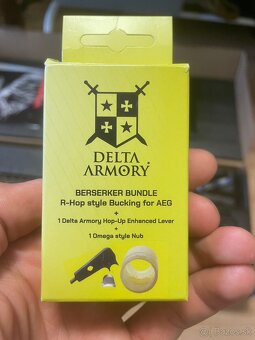 DELTA
ARMORY®
BERSERKER BUNDLE
R-Hop style Bucking for AEG
+
1 Delta Armory Hop-Up Enhanced Lever
+
1 Omega style Nub